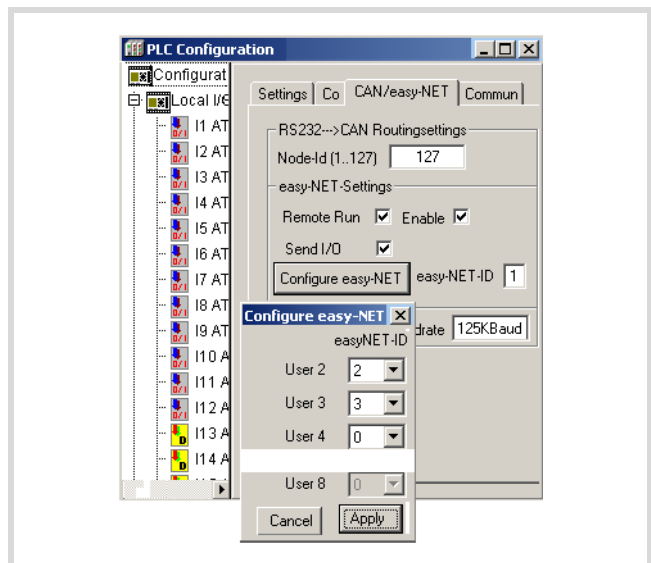 PLC Configuration
Configurat
Local I/€
I1 AT
I2 AT
I3 AT
I4 AT
I5 AT
I6 AT
I7 AT
I8 AT
I9 AT
I10 A
I11 A
I12 A
I13 A
I14 A
Settings Co CAN/easy-NET Commun
RS232--->CAN Routingsettings
Node-Id (1..127) 127
easy-NET-Settings
Remote Run Enable
Send I/O
Configure easy-NET easy-NET-ID 1
drate 125KBaud
Configure easy-NET
easyNET-ID
User 2 2
User 3 3
User 4 0
User 8 0
Cancel Apply